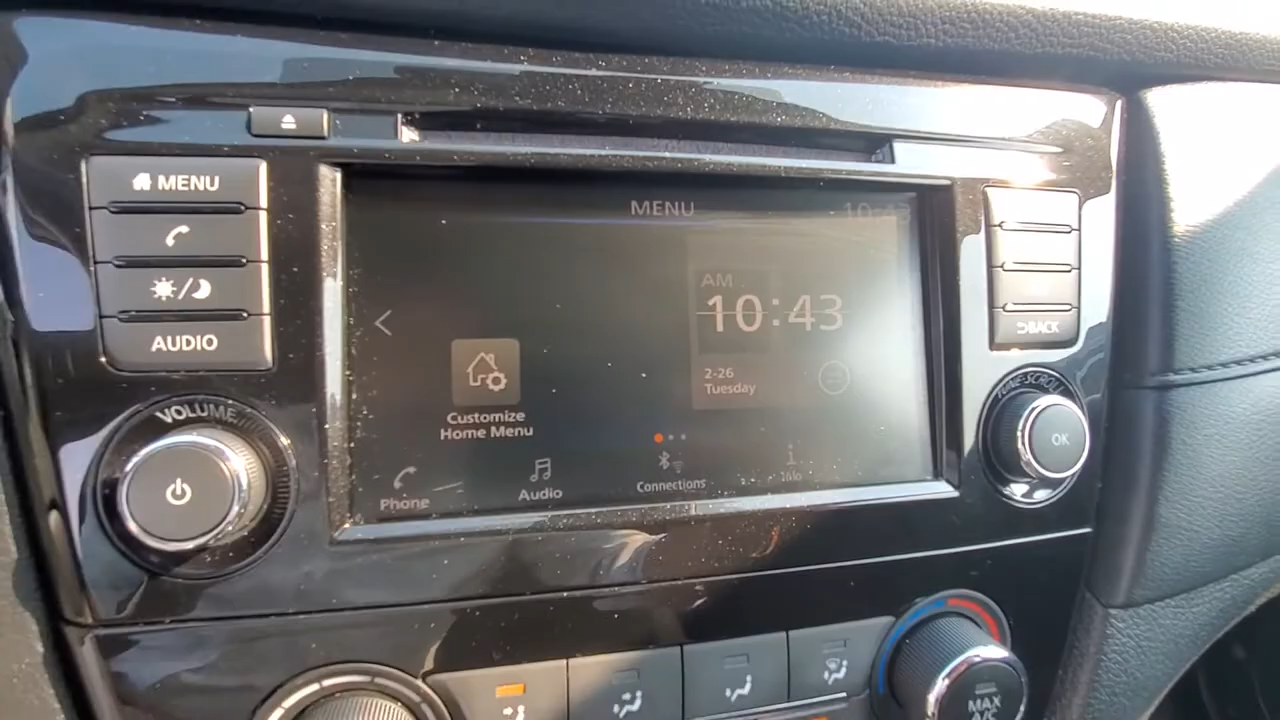 MENU
AUDIO
VOLUME
MENU
AM
10:43
2-26
Tuesday
Customize
Home Menu
Phone
Audio
Connections
Info
BACK
TUNE·SCROLL
OK
MAX
A/C